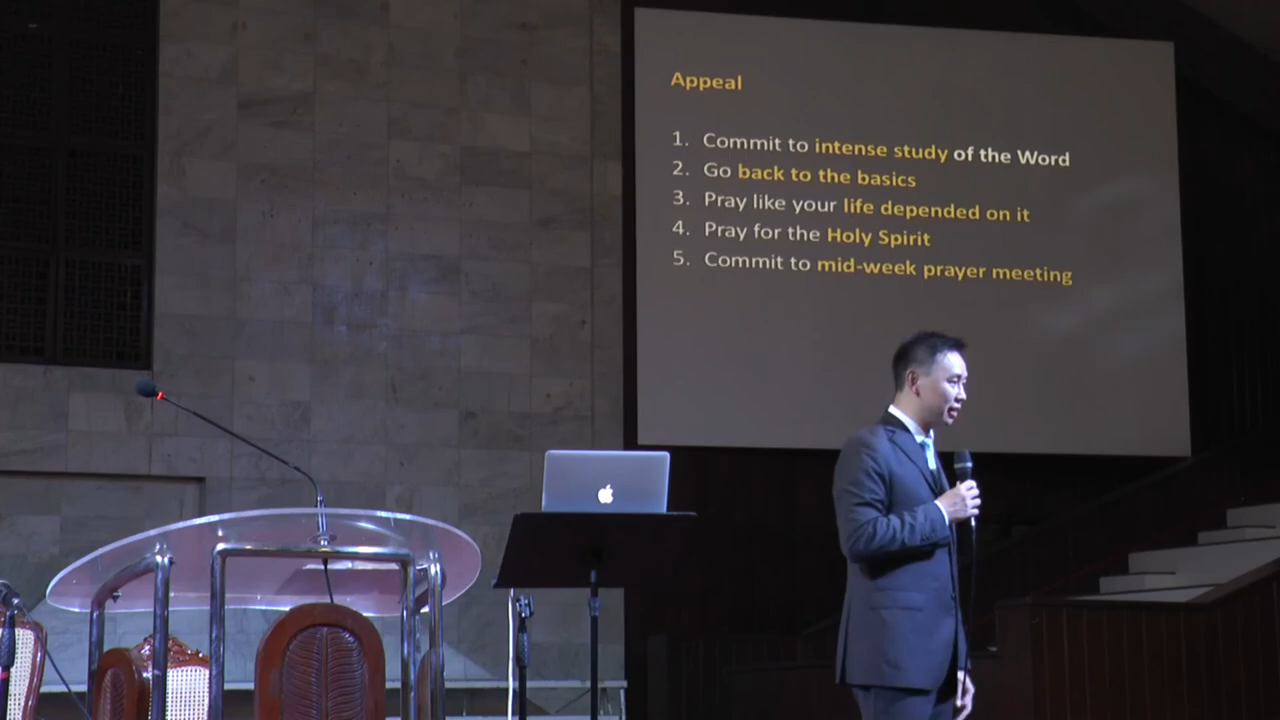 Appeal
1. Commit to intense study of the Word
2. Go back to the basics
3. Pray like your life depended on it
4. Pray for the Holy Spirit
5. Commit to mid-week prayer meeting